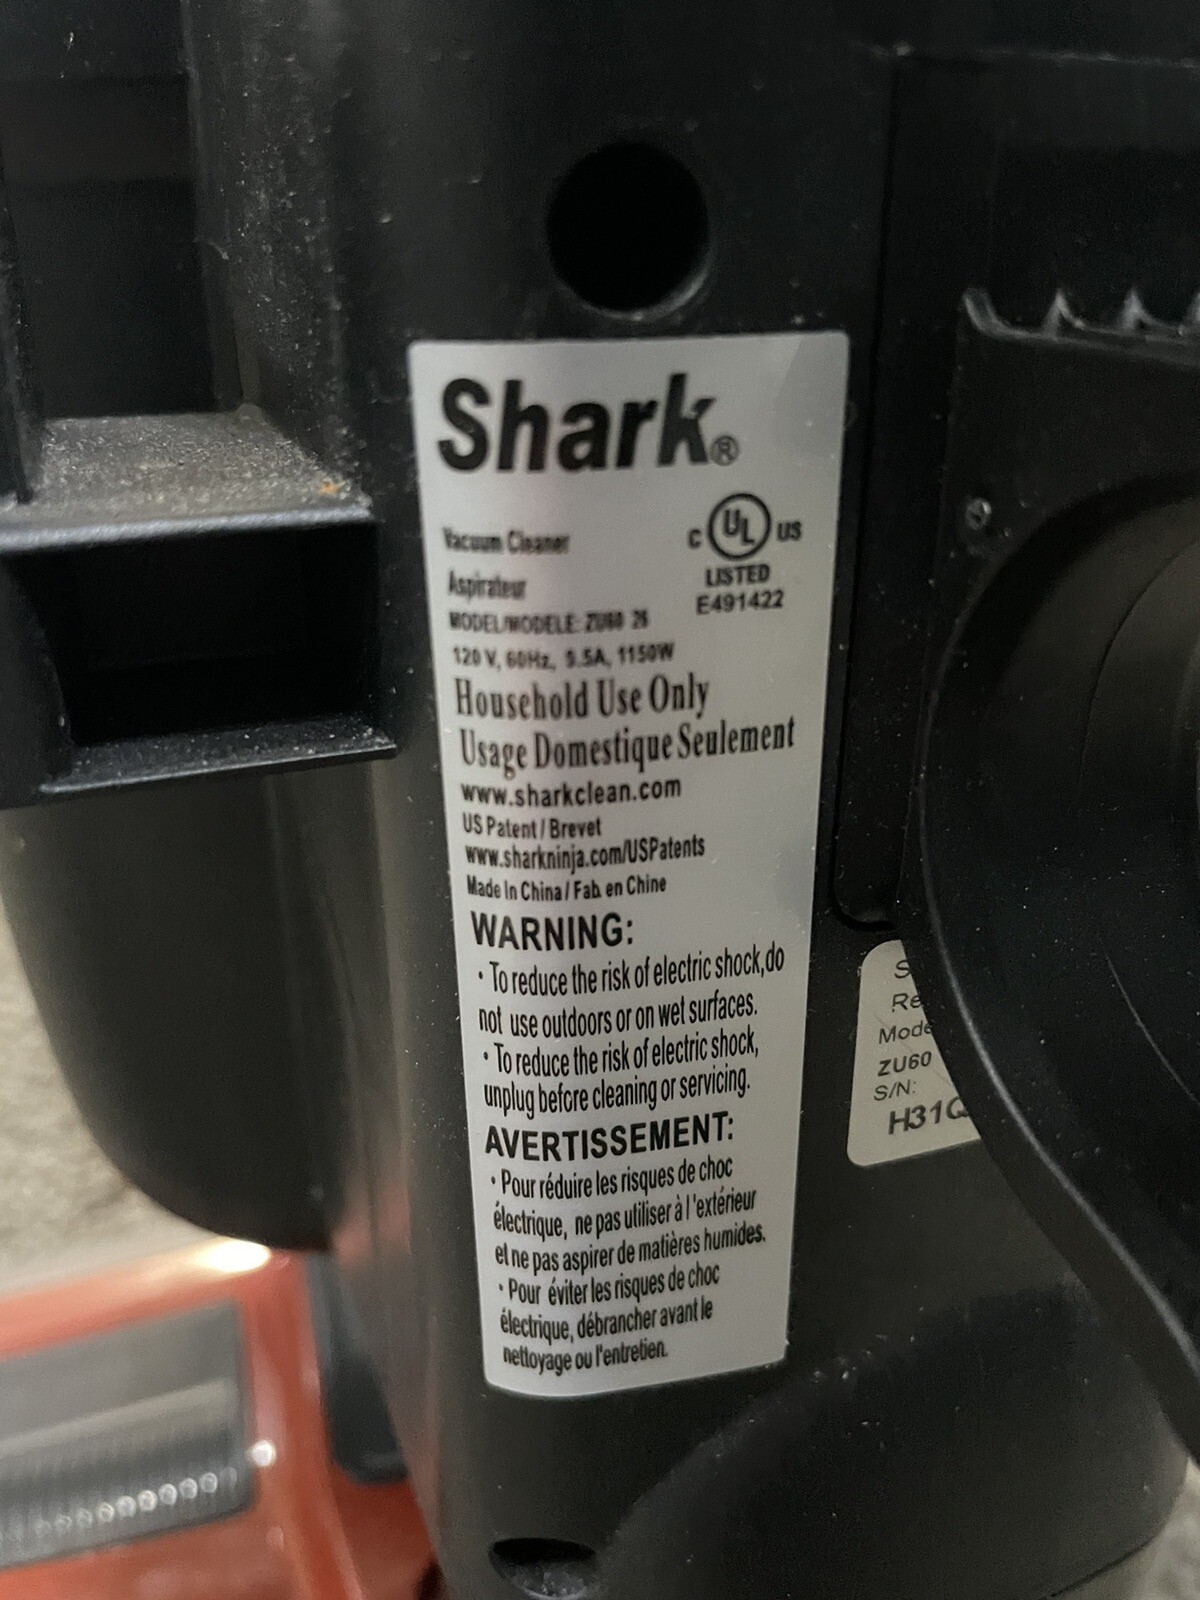 Shark®
C UL US
LISTED
E491422
Vacuum Cleaner
Aspirateur
MODEL/MODELE: ZU60 26
120 V, 60Hz, 9.5A, 1150W
Household Use Only
Usage Domestique Seulement
www.sharkclean.com
US Patent / Brevet
www.sharkninja.com/USPatents
Made In China / Fab. en Chine
WARNING:
· To reduce the risk of electric shock,do
not use outdoors or on wet surfaces.
· To reduce the risk of electric shock,
unplug before cleaning or servicing.
AVERTISSEMENT:
· Pour réduire les risques de choc
électrique, ne pas utiliser à l'extérieur
et ne pas aspirer de matières humides.
· Pour éviter les risques de choc
électrique, débrancher avant le
nettoyage ou l'entretien.
S
Re
Mode
ZU60
S/N:
H31